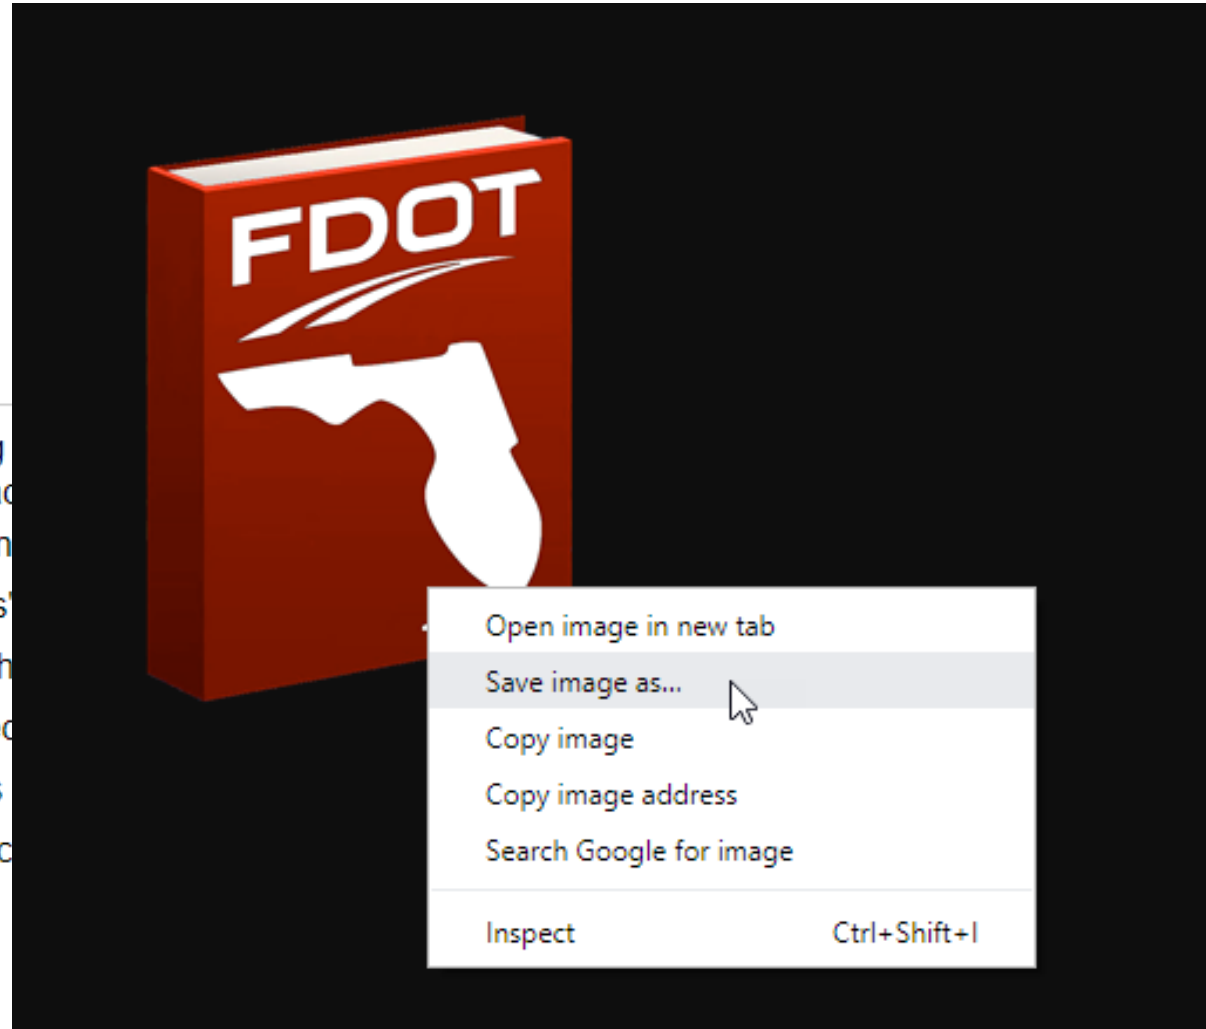 FDOT
Open image in new tab
Save image as...
Copy image
Copy image address
Search Google for image
Inspect Ctrl+Shift+I